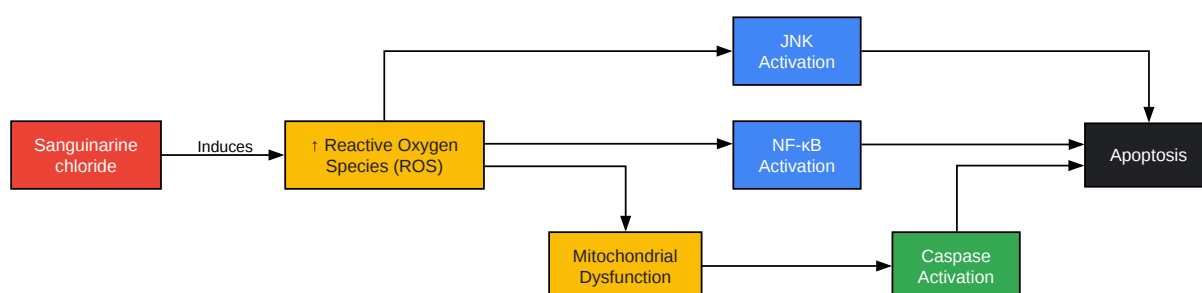 Sanguinarine
chloride
Induces
↑ Reactive Oxygen
Species (ROS)
JNK
Activation
NF-κB
Activation
Apoptosis
Mitochondrial
Dysfunction
Caspase
Activation